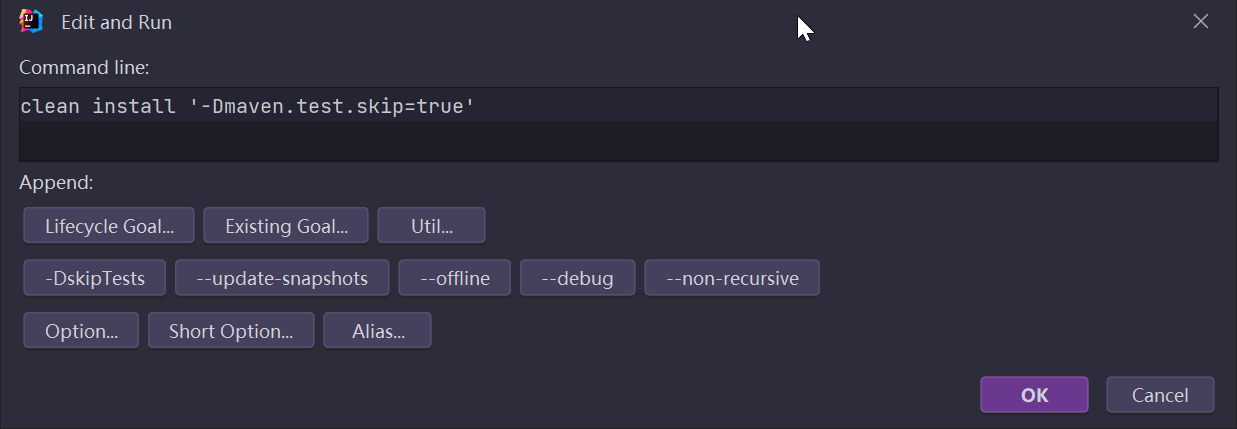 IJ
Edit and Run
Command line:
clean install '-Dmaven.test.skip=true'
Append:
Lifecycle Goal... Existing Goal... Util...
-DskipTests --update-snapshots --offline --debug --non-recursive
Option... Short Option... Alias...
OK Cancel